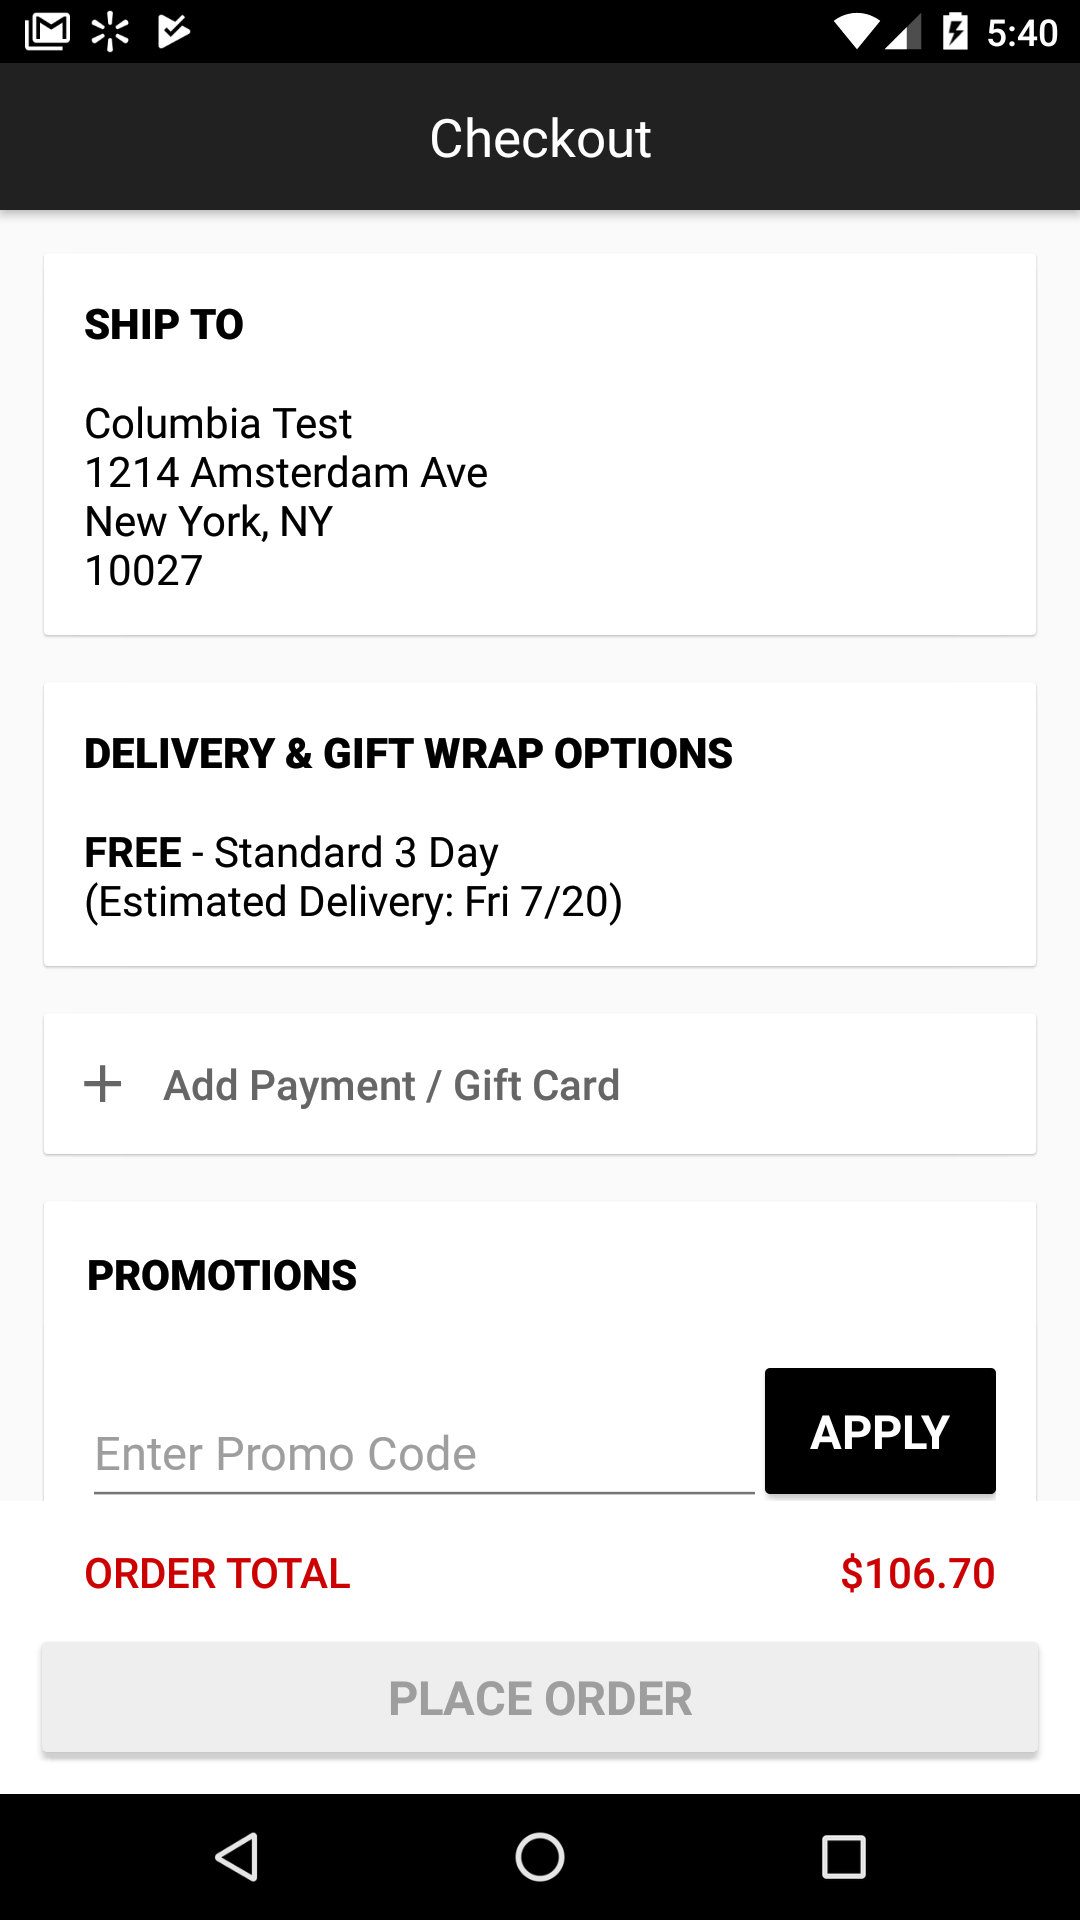 5:40
Checkout
SHIP TO
Columbia Test
1214 Amsterdam Ave
New York, NY
10027
DELIVERY & GIFT WRAP OPTIONS
FREE - Standard 3 Day
(Estimated Delivery: Fri 7/20)
+ Add Payment / Gift Card
PROMOTIONS
Enter Promo Code
APPLY
ORDER TOTAL $106.70
PLACE ORDER